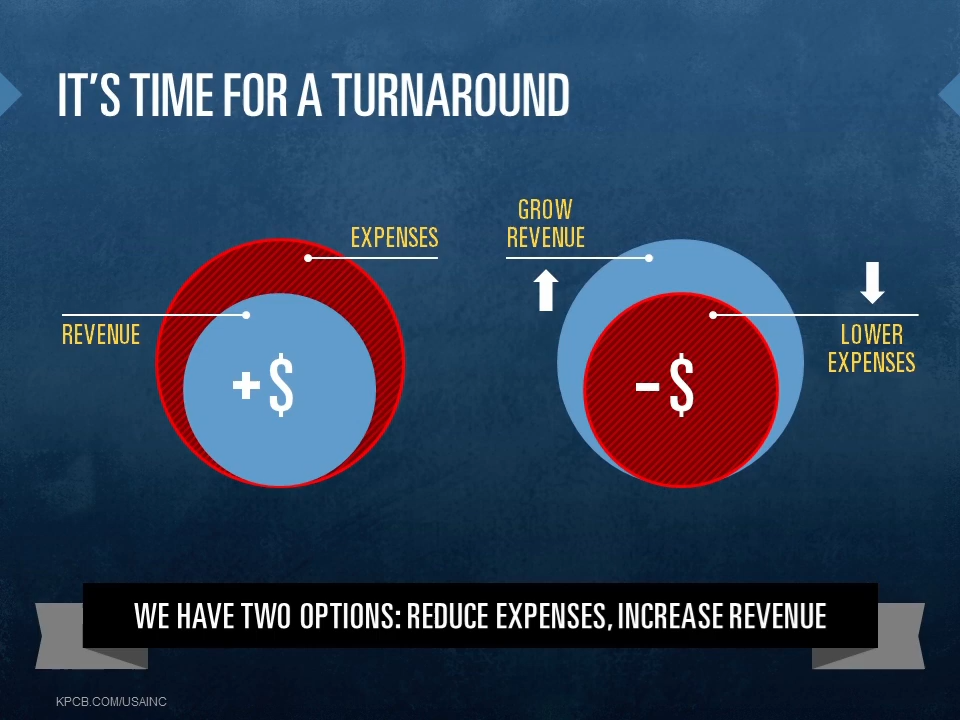 IT'S TIME FOR A TURNAROUND
EXPENSES
REVENUE
+$
GROW
REVENUE
LOWER
EXPENSES
–$
WE HAVE TWO OPTIONS: REDUCE EXPENSES, INCREASE REVENUE
KPCB.COM/USAINC